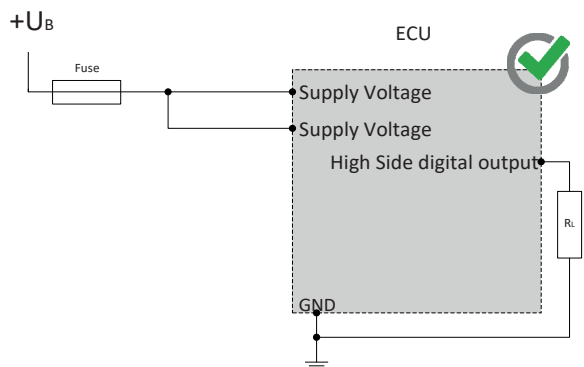 +UB
ECU
Fuse
Supply Voltage
Supply Voltage
High Side digital output
RL
GND